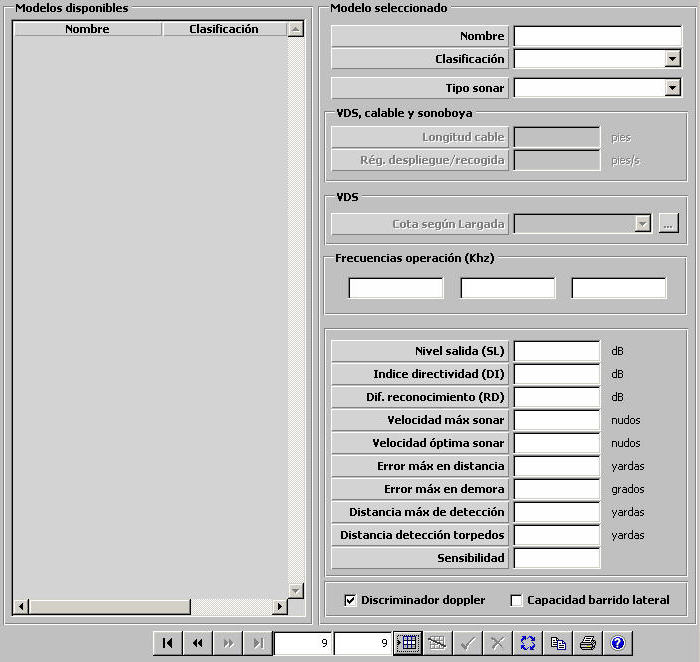 Modelos disponibles
Nombre Clasificación
Modelo seleccionado
Nombre
Clasificación
Tipo sonar
VDS, calable y sonoboya
Longitud cable pies
Rég. despliegue/recogida pies/s
VDS
Cota según Largada ...
Frecuencias operación (Khz)
Nivel salida (SL) dB
Indice directividad (DI) dB
Dif. reconocimiento (RD) dB
Velocidad máx sonar nudos
Velocidad óptima sonar nudos
Error máx en distancia yardas
Error máx en demora grados
Distancia máx de detección yardas
Distancia detección torpedos yardas
Sensibilidad
Discriminador doppler Capacidad barrido lateral
9 9 ?